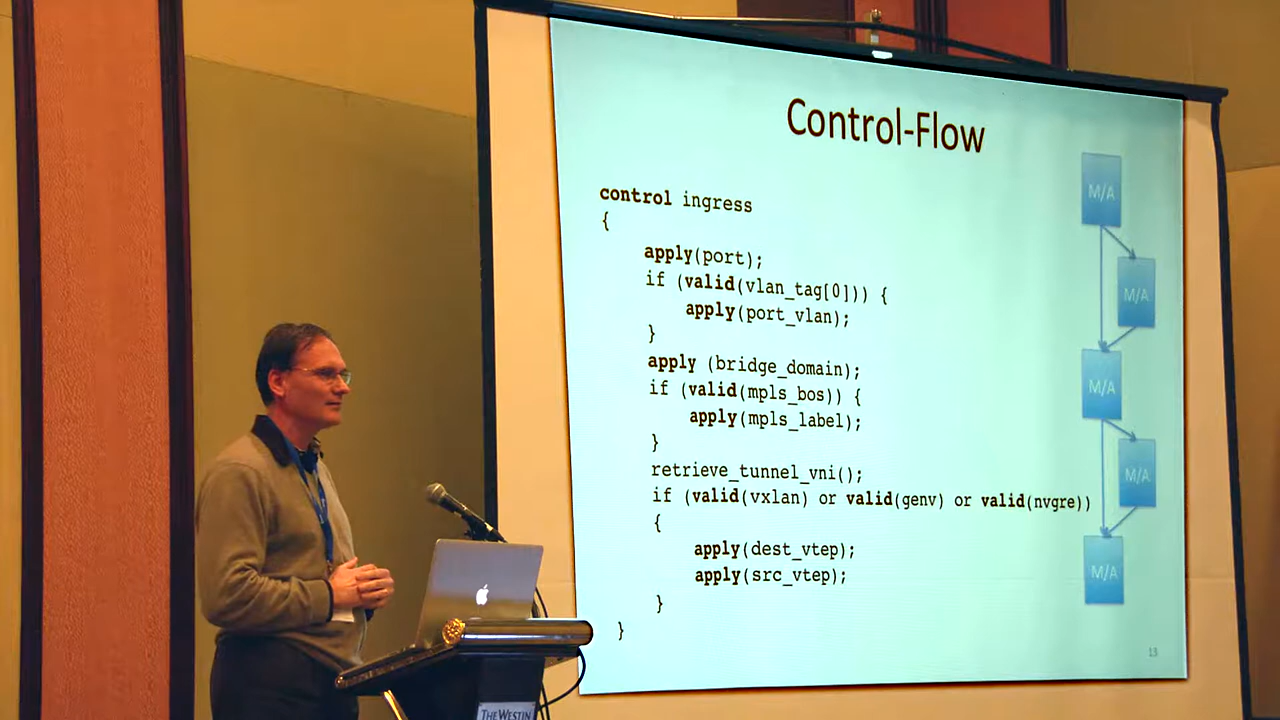 Control-Flow
control ingress
{
apply(port);
if (valid(vlan_tag[0])) {
apply(port_vlan);
}
apply (bridge_domain);
if (valid(mpls_bos)) {
apply(mpls_label);
}
retrieve_tunnel_vni();
if (valid(vxlan) or valid(genv) or valid(nvgre))
{
apply(dest_vtep);
apply(src_vtep);
}
}
M/A
M/A
M/A
M/A
M/A
13
THE WESTIN